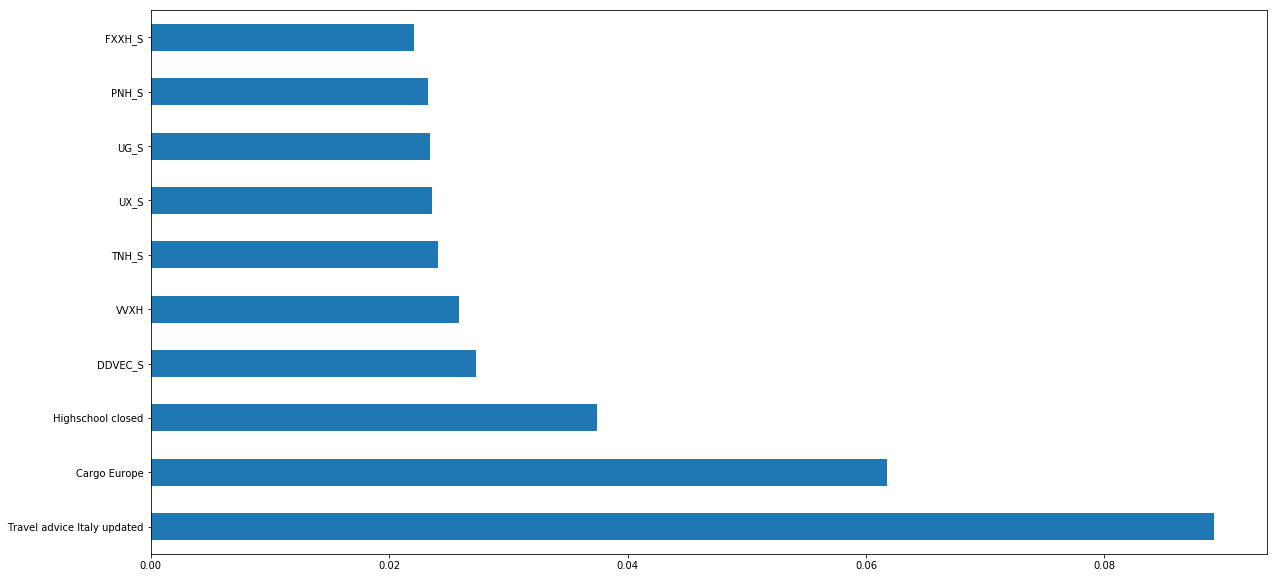 FXXH_S
PNH_S
UG_S
UX_S
TNH_S
VVXH
DDVEC_S
Highschool closed
Cargo Europe
Travel advice Italy updated
0.00 0.02 0.04 0.06 0.08